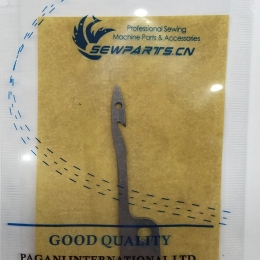 Professional Sewing
Machine Parts & Accessories
SEWPARTS.CN
GOOD QUALITY
PAGANI INTERNATIONAL LTD